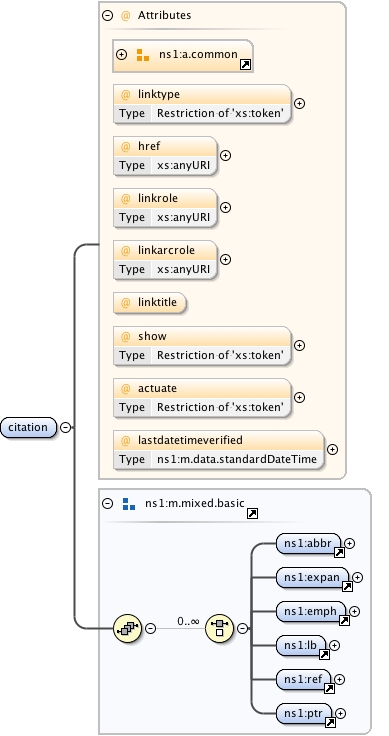 Attributes
ns1:a.common
linktype
Type Restriction of 'xs:token'
href
Type xs:anyURI
linkrole
Type xs:anyURI
linkarcrole
Type xs:anyURI
linktitle
show
Type Restriction of 'xs:token'
actuate
Type Restriction of 'xs:token'
citation
lastdatetimeverified
Type ns1:m.data.standardDateTime
ns1:m.mixed.basic
ns1:abbr
ns1:expan
0..∞
ns1:emph
ns1:lb
ns1:ref
ns1:ptr